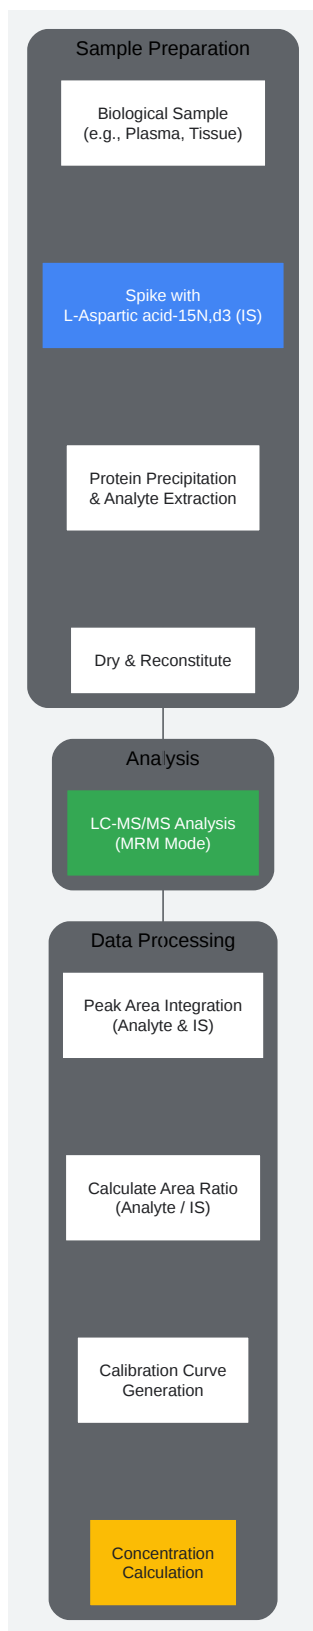 Sample Preparation
Biological Sample
(e.g., Plasma, Tissue)
Spike with
L-Aspartic acid-15N,d3 (IS)
Protein Precipitation
& Analyte Extraction
Dry & Reconstitute
Analysis
LC-MS/MS Analysis
(MRM Mode)
Data Processing
Peak Area Integration
(Analyte & IS)
Calculate Area Ratio
(Analyte / IS)
Calibration Curve
Generation
Concentration
Calculation